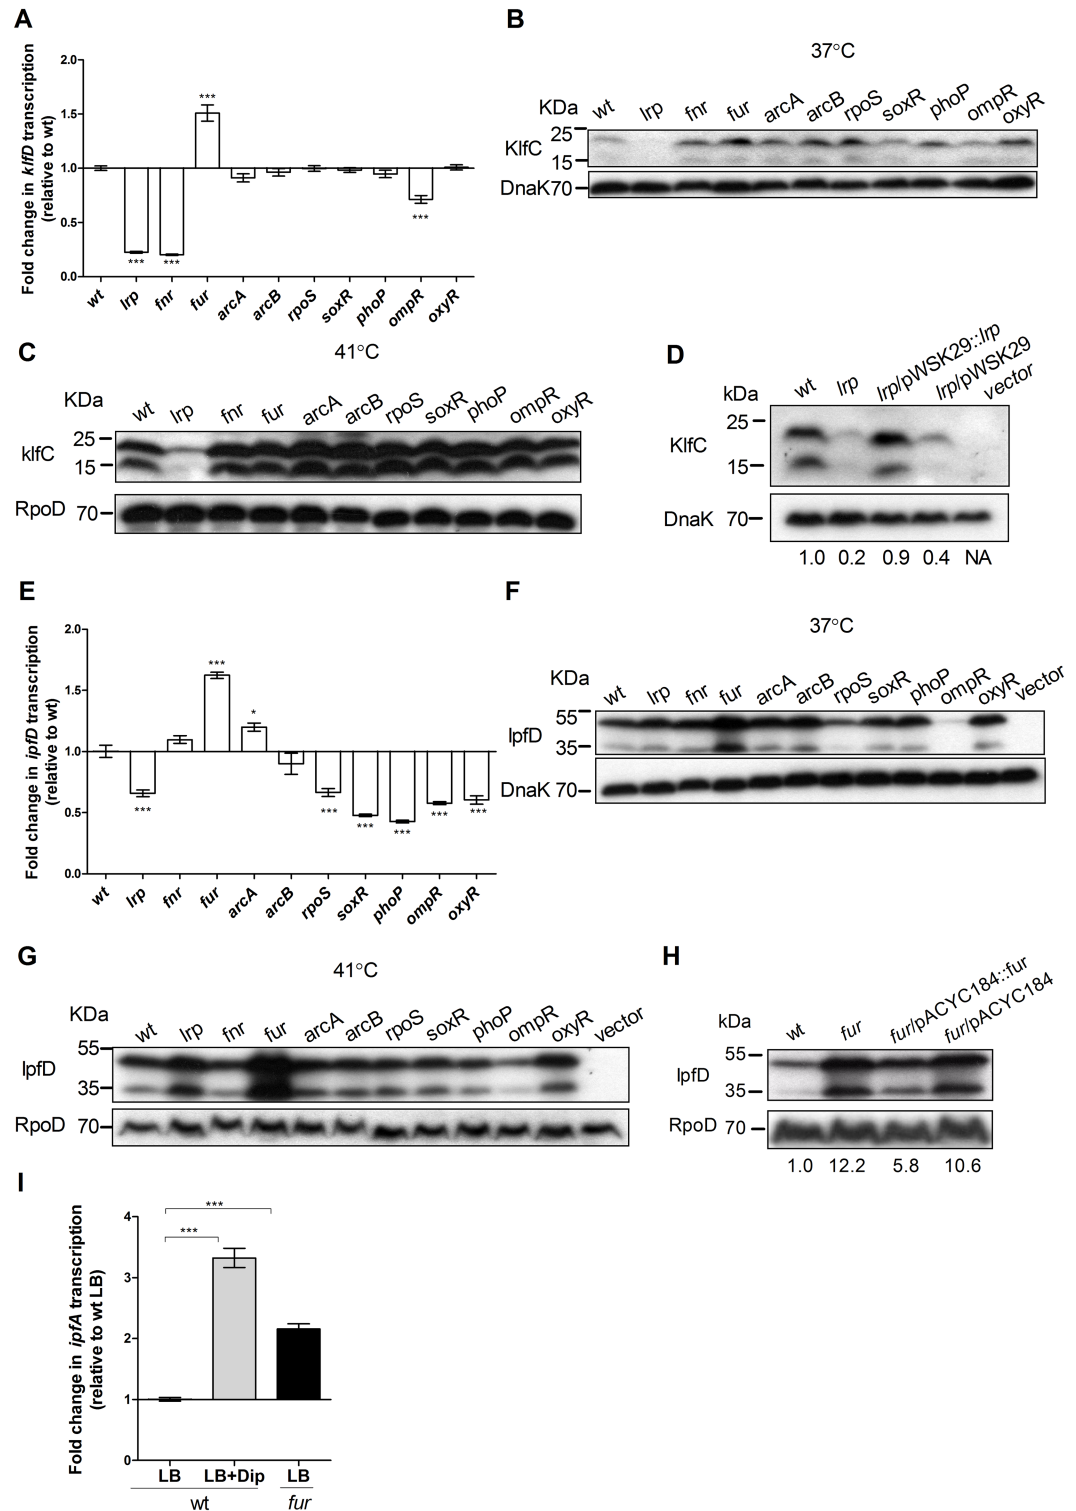 A
Fold change in klfD transcription
(relative to wt)
2.0
1.5
1.0
0.5
0.0
***
***
***
***
wt lrp fnr fur arcA arcB rpoS soxR phoP ompR oxyR
B
37°C
KDa
wt lrp fnr fur arcA arcB rpoS soxR phoP ompR oxyR
25
KlfC
15
DnaK 70
C
41°C
KDa
wt lrp fnr fur arcA arcB rpoS soxR phoP ompR oxyR
25
klfC
15
RpoD 70
D
kDa
wt lrp lrp/pWSK29::lrp lrp/pWSK29 vector
25
KlfC
15
DnaK 70
1.0 0.2 0.9 0.4 NA
E
Fold change in ipfD transcription
(relative to wt)
2.0
1.5
1.0
0.5
0.0
***
***
*
***
***
***
***
***
wt lrp fnr fur arcA arcB rpoS soxR phoP ompR oxyR
F
37°C
KDa
wt lrp fnr fur arcA arcB rpoS soxR phoP ompR oxyR vector
55
IpfD
35
DnaK 70
G
41°C
KDa
wt lrp fnr fur arcA arcB rpoS soxR phoP ompR oxyR vector
55
IpfD
35
RpoD 70
H
kDa
wt fur fur/pACYC184::fur fur/pACYC184
55
IpfD
35
RpoD 70
1.0 12.2 5.8 10.6
I
Fold change in ipfA transcription
(relative to wt LB)
4
3
2
1
0
***
***
LB LB+Dip LB
wt fur